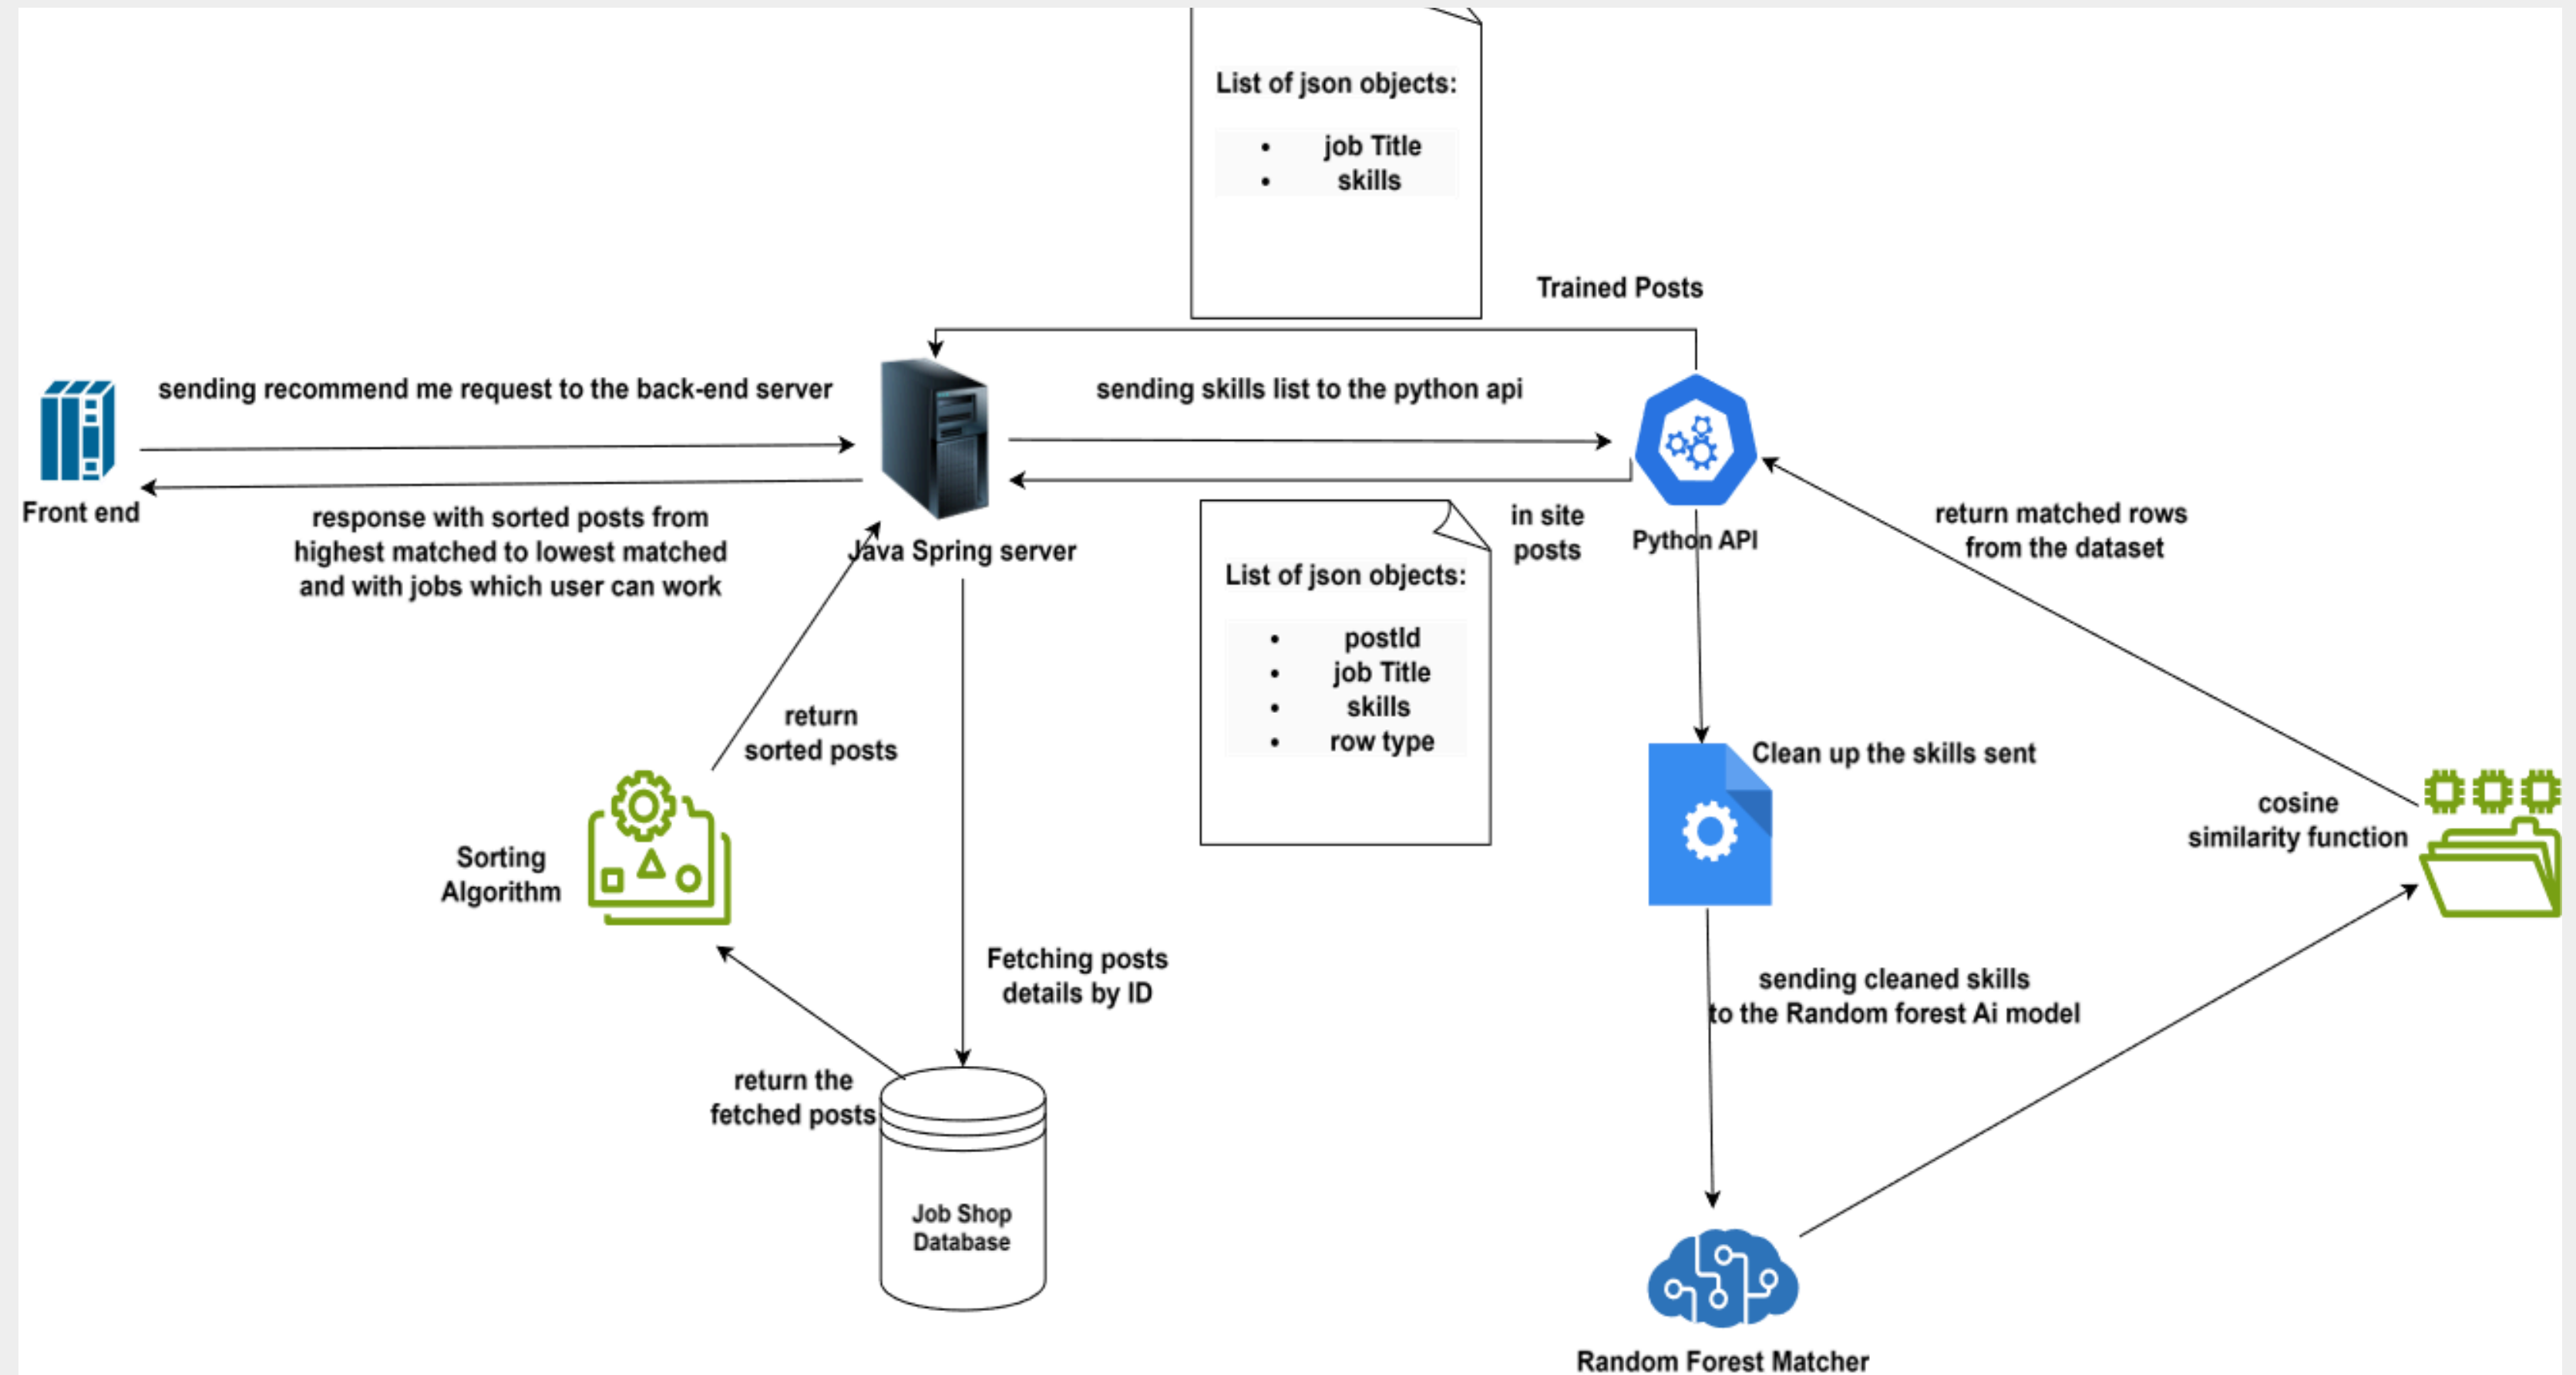 List of json objects:
• job Title
• skills
Trained Posts
sending recommend me request to the back-end server
sending skills list to the python api
Front end
response with sorted posts from
highest matched to lowest matched
and with jobs which user can work
Java Spring server
in site
posts
Python API
return matched rows
from the dataset
List of json objects:
• postId
• job Title
• skills
• row type
return
sorted posts
Clean up the skills sent
cosine
similarity function
Sorting
Algorithm
Fetching posts
details by ID
sending cleaned skills
to the Random forest Ai model
return the
fetched posts
Job Shop
Database
Random Forest Matcher